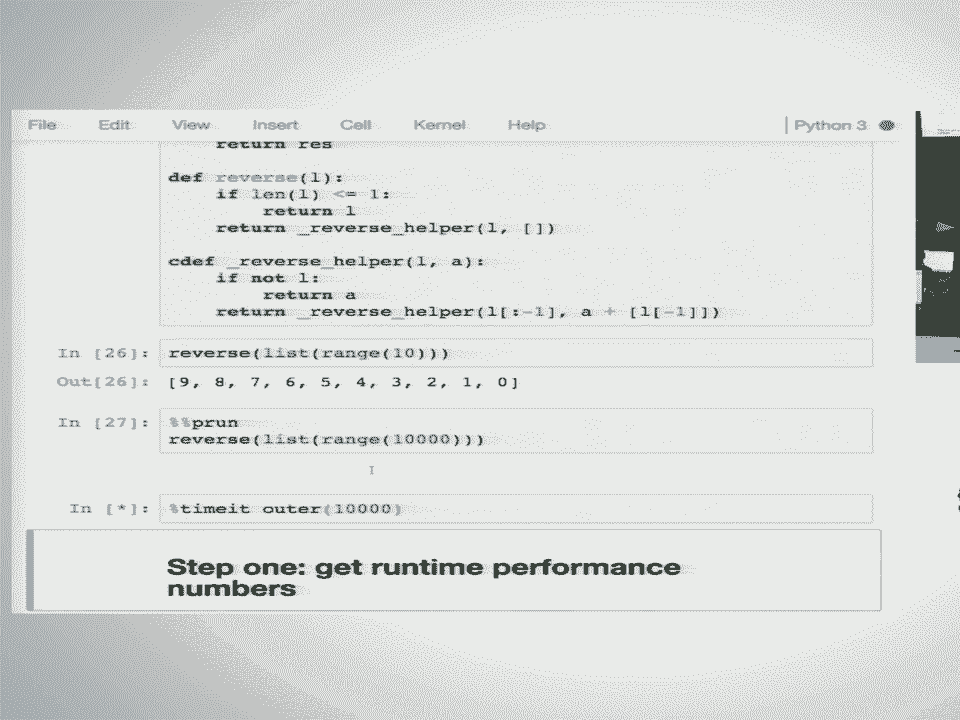 File Edit View Insert Cell Kernel Help | Python 3
return res
def reverse(l):
if len(l) <= 1:
return l
return _reverse_helper(l, [])
cdef _reverse_helper(l, a):
if not l:
return a
return _reverse_helper(l[:-1], a + [l[-1]])
In [26]: reverse(list(range(10)))
Out[26]: [9, 8, 7, 6, 5, 4, 3, 2, 1, 0]
In [27]: %%prun
reverse(list(range(10000)))
In [*]: %timeit outer(10000)
Step one: get runtime performance
numbers